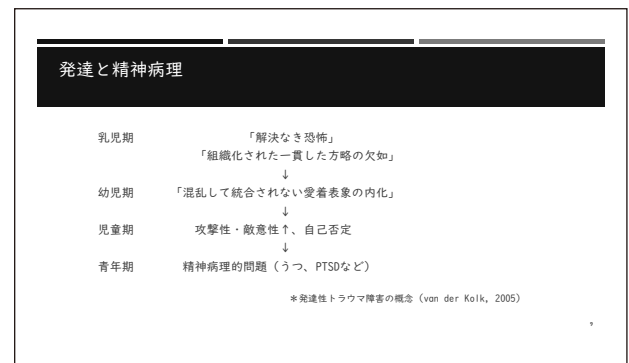 発達と精神病理
乳児期 「解決なき恐怖」
「組織化された一貫した方略の欠如」
↓
幼児期 「混乱して統合されない愛着表象の内化」
↓
児童期 攻撃性・敵意性↑、自己否定
↓
青年期 精神病理的問題（うつ、PTSDなど）
＊発達性トラウマ障害の概念（van der Kolk, 2005）